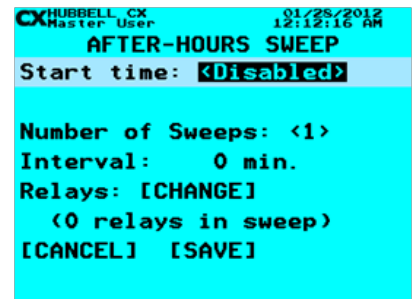 CX HUBBELL CX 01/28/2012
Master User 12:12:16 AM
AFTER-HOURS SWEEP
Start time: <Disabled>
Number of Sweeps: <1>
Interval: 0 min.
Relays: [CHANGE]
(0 relays in sweep)
[CANCEL] [SAVE]